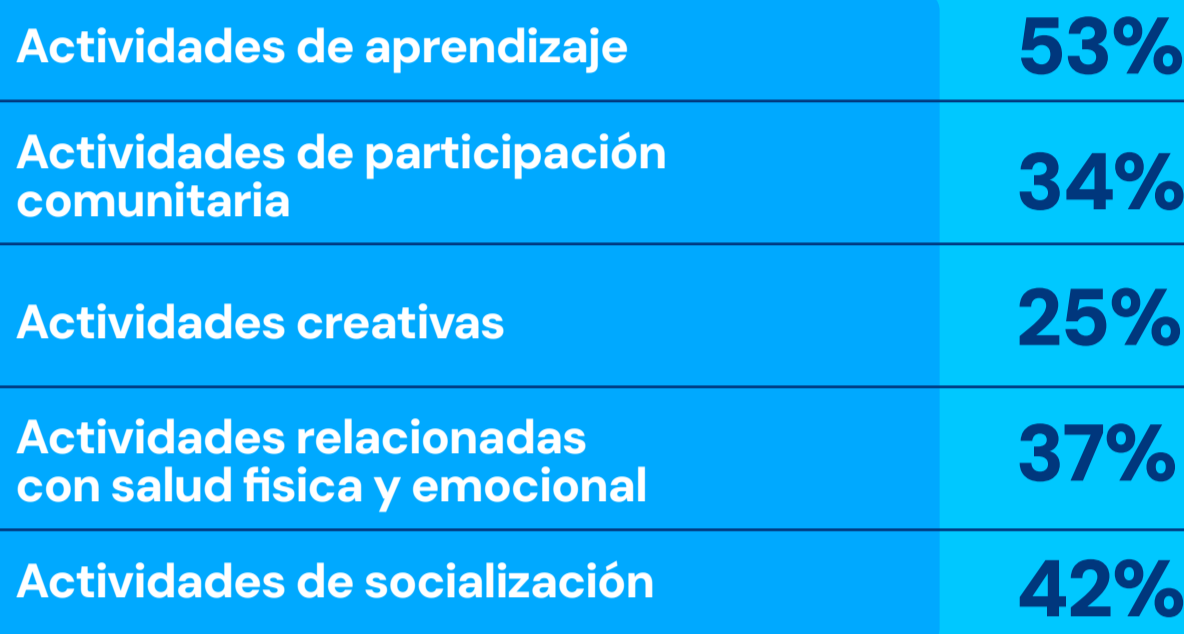 Actividades de aprendizaje 53%
Actividades de participación
comunitaria 34%
Actividades creativas 25%
Actividades relacionadas
con salud fisica y emocional 37%
Actividades de socialización 42%